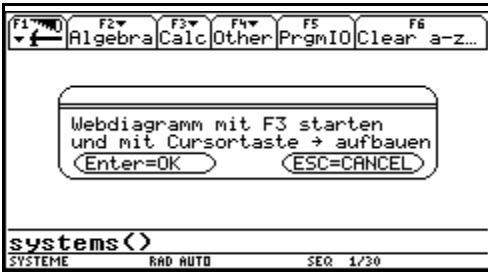 F1 F2 F3 F4 F5 F6
Algebra Calc Other PrgmIO Clear a-z…
Webdiagramm mit F3 starten
und mit Cursortaste → aufbauen
Enter=OK ESC=CANCEL
systems()
SYSTEME RAD AUTO SEQ 1/30